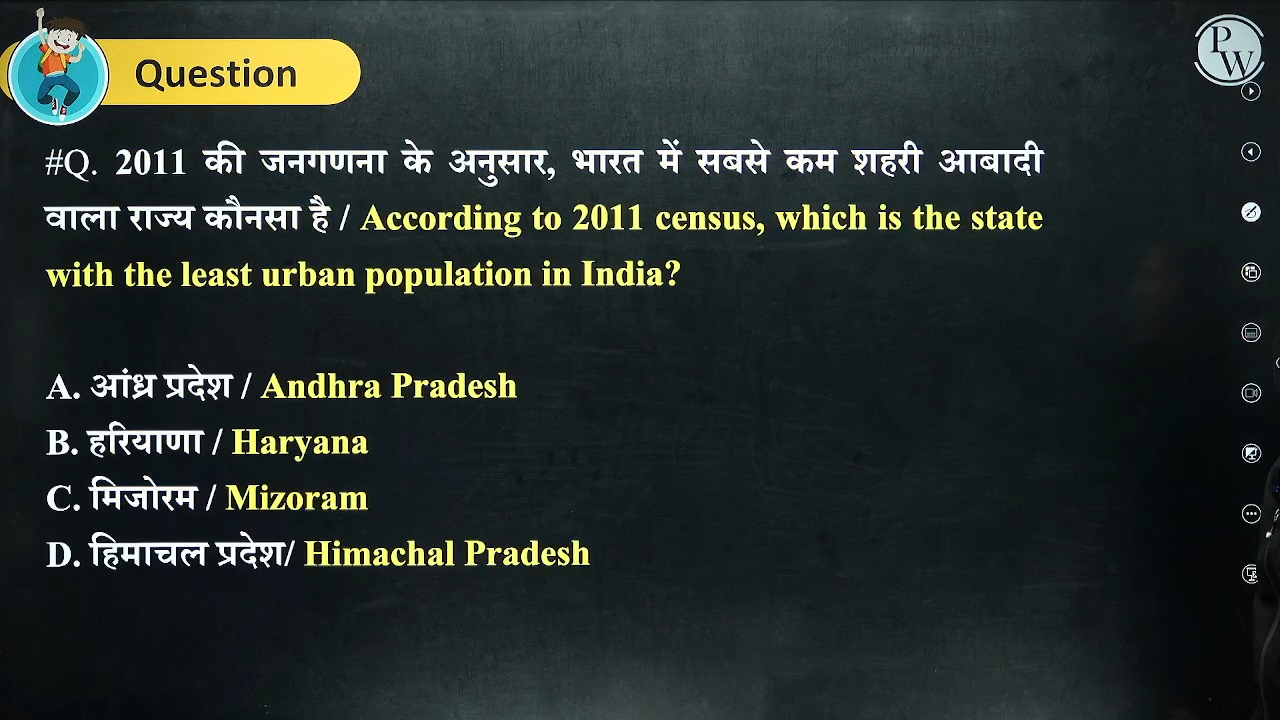 Question
PW
#Q. 2011 की जनगणना के अनुसार, भारत में सबसे कम शहरी आबादी
वाला राज्य कौनसा है / According to 2011 census, which is the state
with the least urban population in India?
A. आंध्र प्रदेश / Andhra Pradesh
B. हरियाणा / Haryana
C. मिजोरम / Mizoram
D. हिमाचल प्रदेश/ Himachal Pradesh